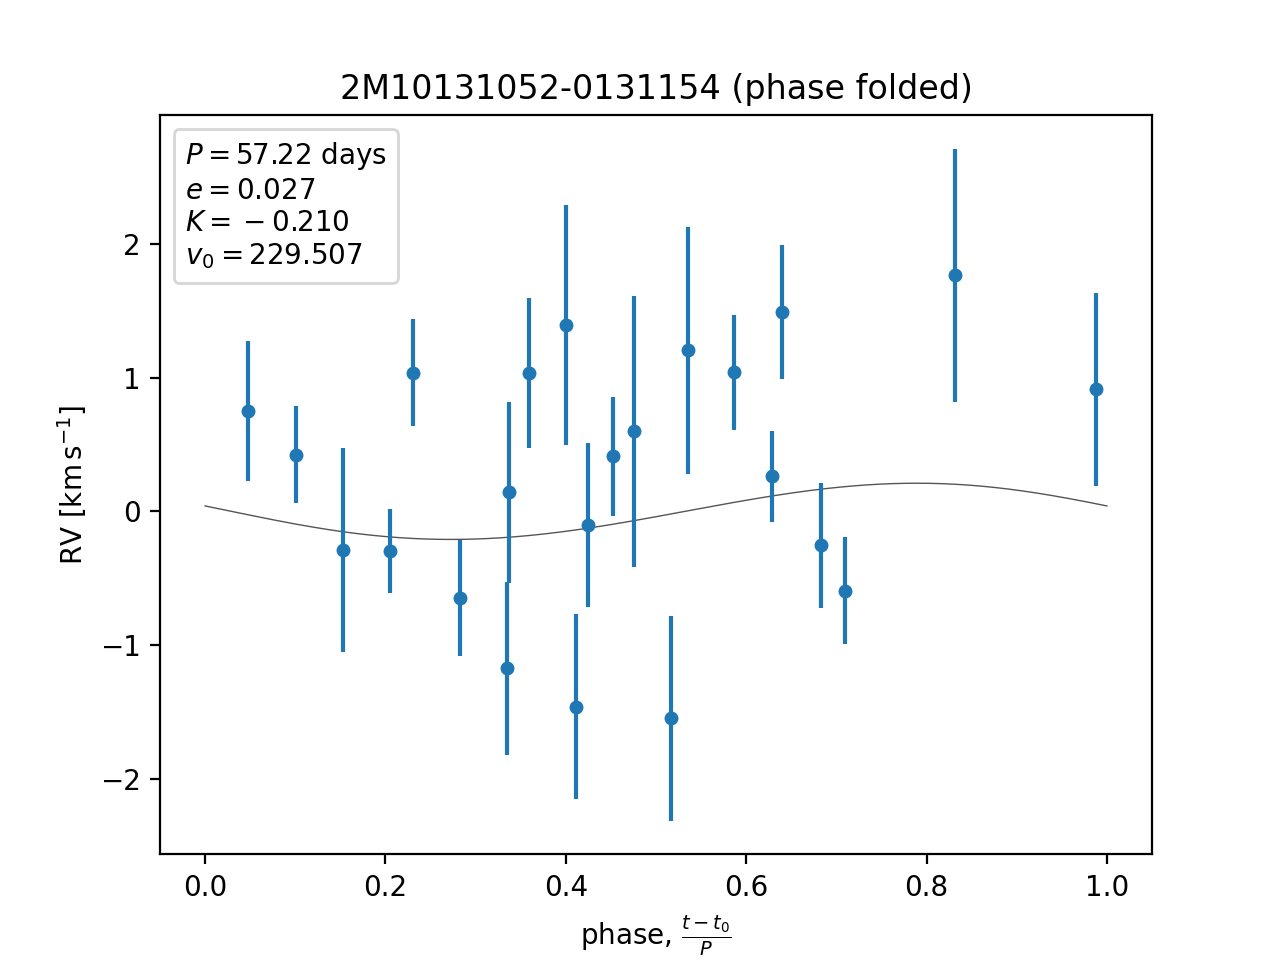 2M10131052-0131154 (phase folded)
P = 57.22 days
e = 0.027
K = −0.210
v₀ = 229.507
2
1
0
−1
−2
RV [km s⁻¹]
0.0 0.2 0.4 0.6 0.8 1.0
phase, (t − t₀)/P